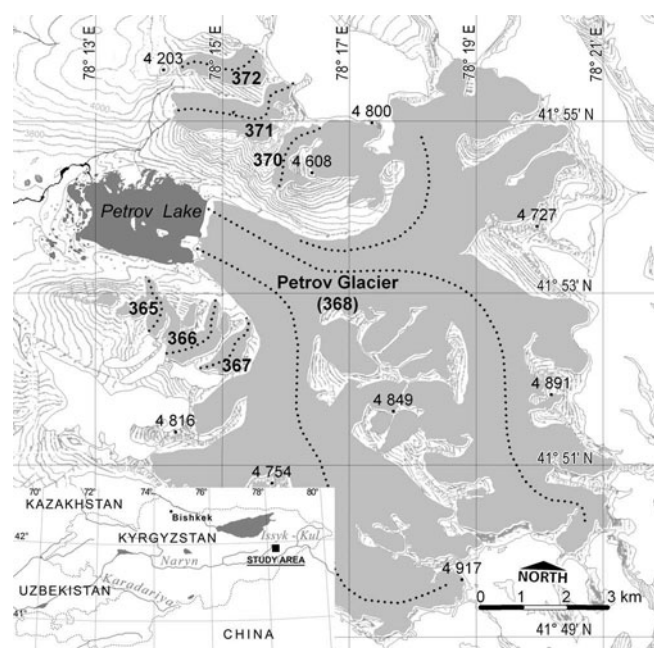 78° 13' E
78° 15' E
78° 17' E
78° 19' E
78° 21' E
4 203
372
371
4 800
41° 55' N
370
4 608
Petrov Lake
4 727
41° 53' N
Petrov Glacier
(368)
365
366
367
4 891
4 849
4 816
41° 51' N
4 754
70°
74°
76°
78°
80°
KAZAKHSTAN
Bishkek
Issyk - Kul
42°
KYRGYZSTAN
Naryn
STUDY AREA
UZBEKISTAN
Karadariya
41°
CHINA
4 917
NORTH
0 1 2 3 km
41° 49' N